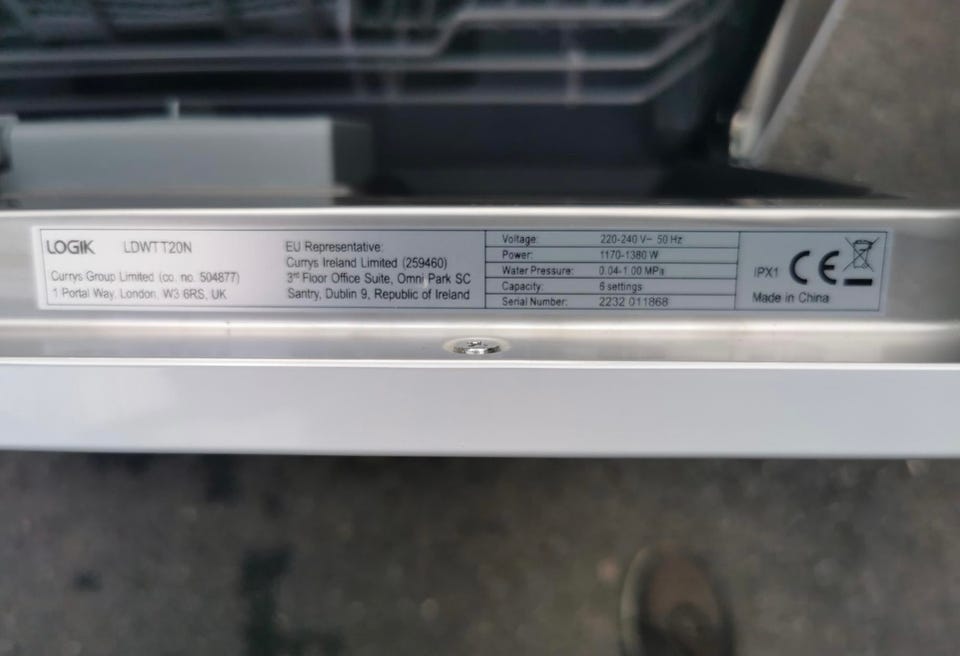 LOGIK LDWTT20N
Currys Group Limited (co. no. 504877)
1 Portal Way, London, W3 6RS, UK
EU Representative:
Currys Ireland Limited (259460)
3rd Floor Office Suite, Omni Park SC
Santry, Dublin 9, Republic of Ireland
Voltage: 220-240 V~ 50 Hz
Power: 1170-1380 W
Water Pressure: 0.04-1.00 MPa
Capacity: 6 settings
Serial Number: 2232 011868
IPX1 CE
Made in China